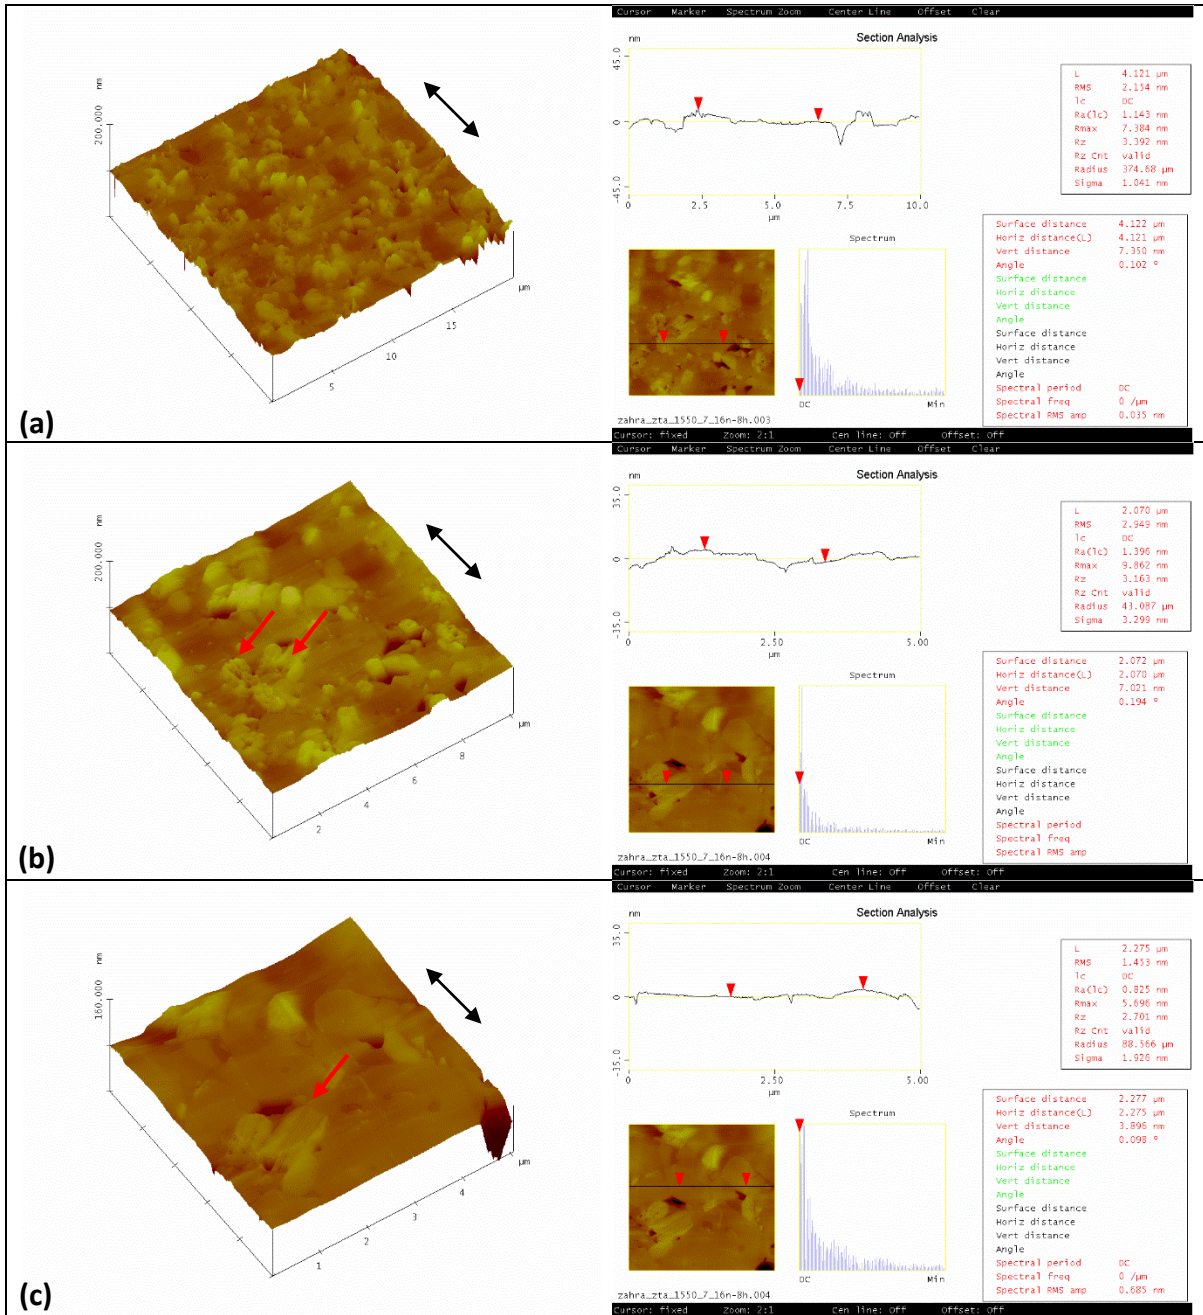 Cursor Marker Spectrum Zoom Center Line Offset Clear
Section Analysis
nm
45.0
0
-45.0
0 2.5 5.0 7.5 10.0
µm
L 4.121 µm
RMS 2.154 nm
lc DC
Ra(lc) 1.143 nm
Rmax 7.384 nm
Rz 3.392 nm
Rz Cnt valid
Radius 374.68 µm
Sigma 1.041 nm
nm
200.000
5
10
15
µm
Spectrum
DC Min
Surface distance 4.122 µm
Horiz distance(L) 4.121 µm
Vert distance 7.350 nm
Angle 0.102 °
Surface distance
Horiz distance
Vert distance
Angle
Surface distance
Horiz distance
Vert distance
Angle
Spectral period DC
Spectral freq 0 /µm
Spectral RMS amp 0.035 nm
(a)
zahra_zta_1550_7_16n-8h.003
Cursor: fixed Zoom: 2:1 Cen line: Off Offset: Off
Cursor Marker Spectrum Zoom Center Line Offset Clear
Section Analysis
nm
35.0
0
-35.0
0 2.50 5.00
µm
L 2.070 µm
RMS 2.949 nm
lc DC
Ra(lc) 1.396 nm
Rmax 9.862 nm
Rz 3.163 nm
Rz Cnt valid
Radius 43.087 µm
Sigma 3.299 nm
nm
200.000
2
4
6
8
µm
Spectrum
DC Min
Surface distance 2.072 µm
Horiz distance(L) 2.070 µm
Vert distance 7.021 nm
Angle 0.194 °
Surface distance
Horiz distance
Vert distance
Angle
Surface distance
Horiz distance
Vert distance
Angle
Spectral period
Spectral freq
Spectral RMS amp
(b)
zahra_zta_1550_7_16n-8h.004
Cursor: fixed Zoom: 2:1 Cen line: Off Offset: Off
Cursor Marker Spectrum Zoom Center Line Offset Clear
Section Analysis
nm
35.0
0
-35.0
0 2.50 5.00
µm
L 2.275 µm
RMS 1.453 nm
lc DC
Ra(lc) 0.825 nm
Rmax 5.696 nm
Rz 2.701 nm
Rz Cnt valid
Radius 88.566 µm
Sigma 1.926 nm
nm
160.000
1
2
3
4
µm
Spectrum
DC Min
Surface distance 2.277 µm
Horiz distance(L) 2.275 µm
Vert distance 3.896 nm
Angle 0.098 °
Surface distance
Horiz distance
Vert distance
Angle
Surface distance
Horiz distance
Vert distance
Angle
Spectral period DC
Spectral freq 0 /µm
Spectral RMS amp 0.685 nm
(c)
zahra_zta_1550_7_16n-8h.004
Cursor: fixed Zoom: 2:1 Cen line: Off Offset: Off